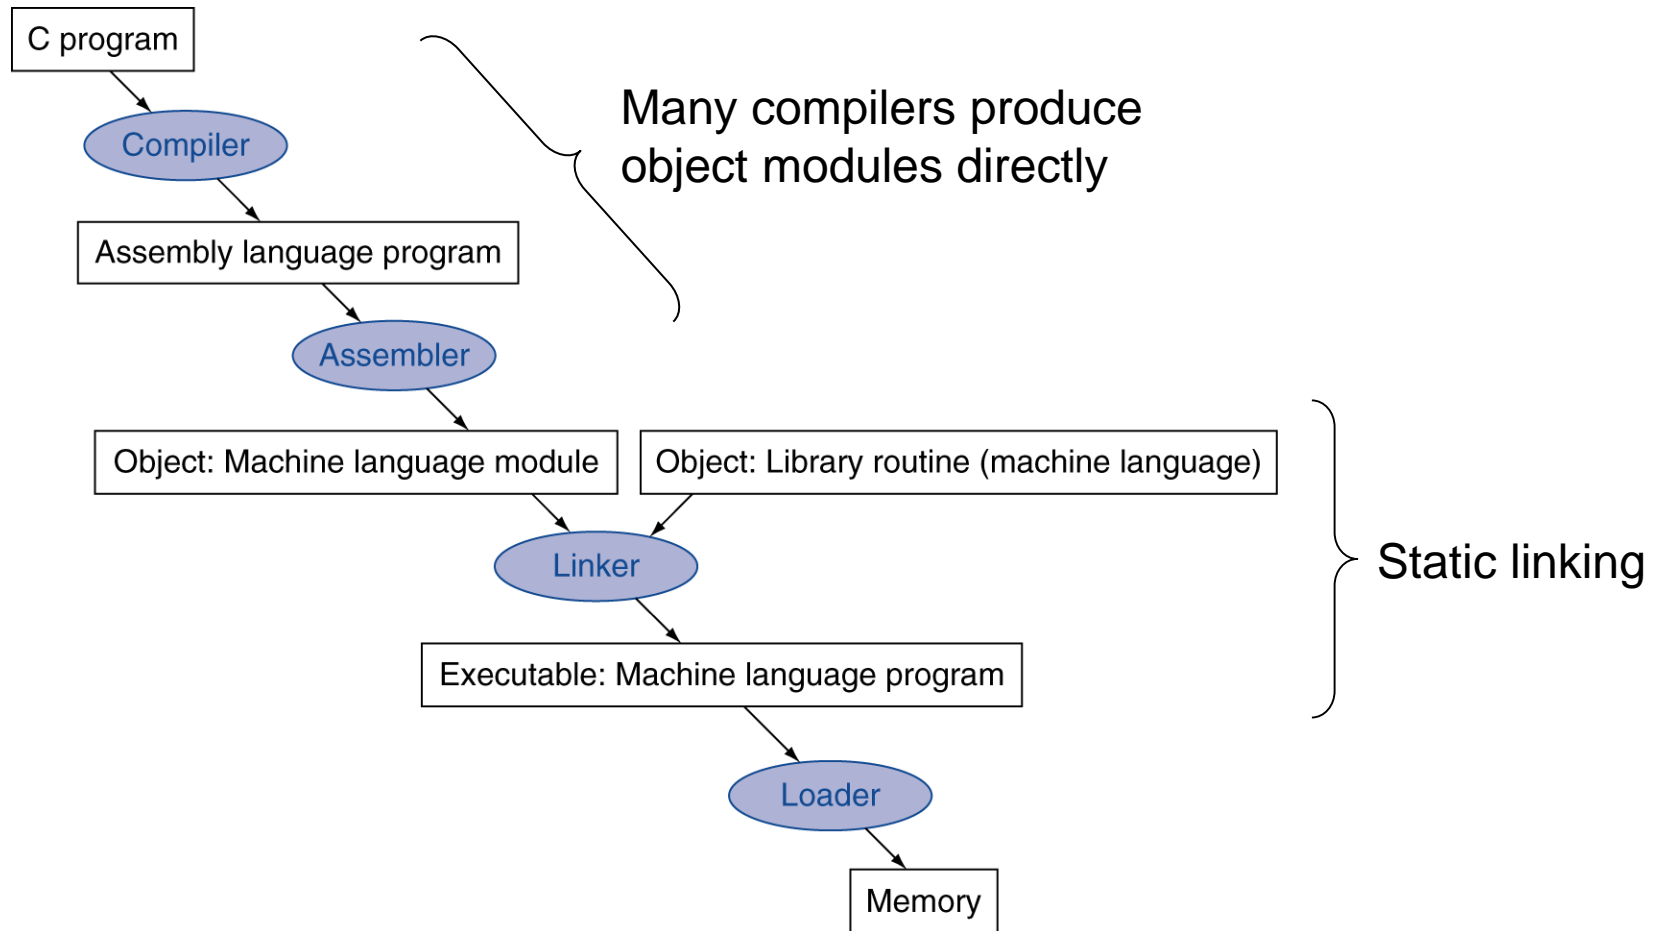 C program
Many compilers produce
object modules directly
Compiler
Assembly language program
Assembler
Object: Machine language module
Object: Library routine (machine language)
Linker
Static linking
Executable: Machine language program
Loader
Memory